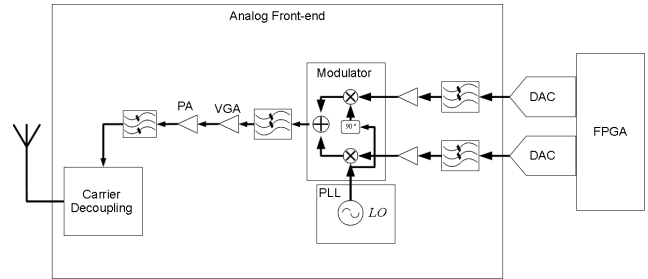 Analog Front-end
Modulator
DAC
FPGA
PA
VGA
90°
DAC
Carrier
Decoupling
PLL
LO